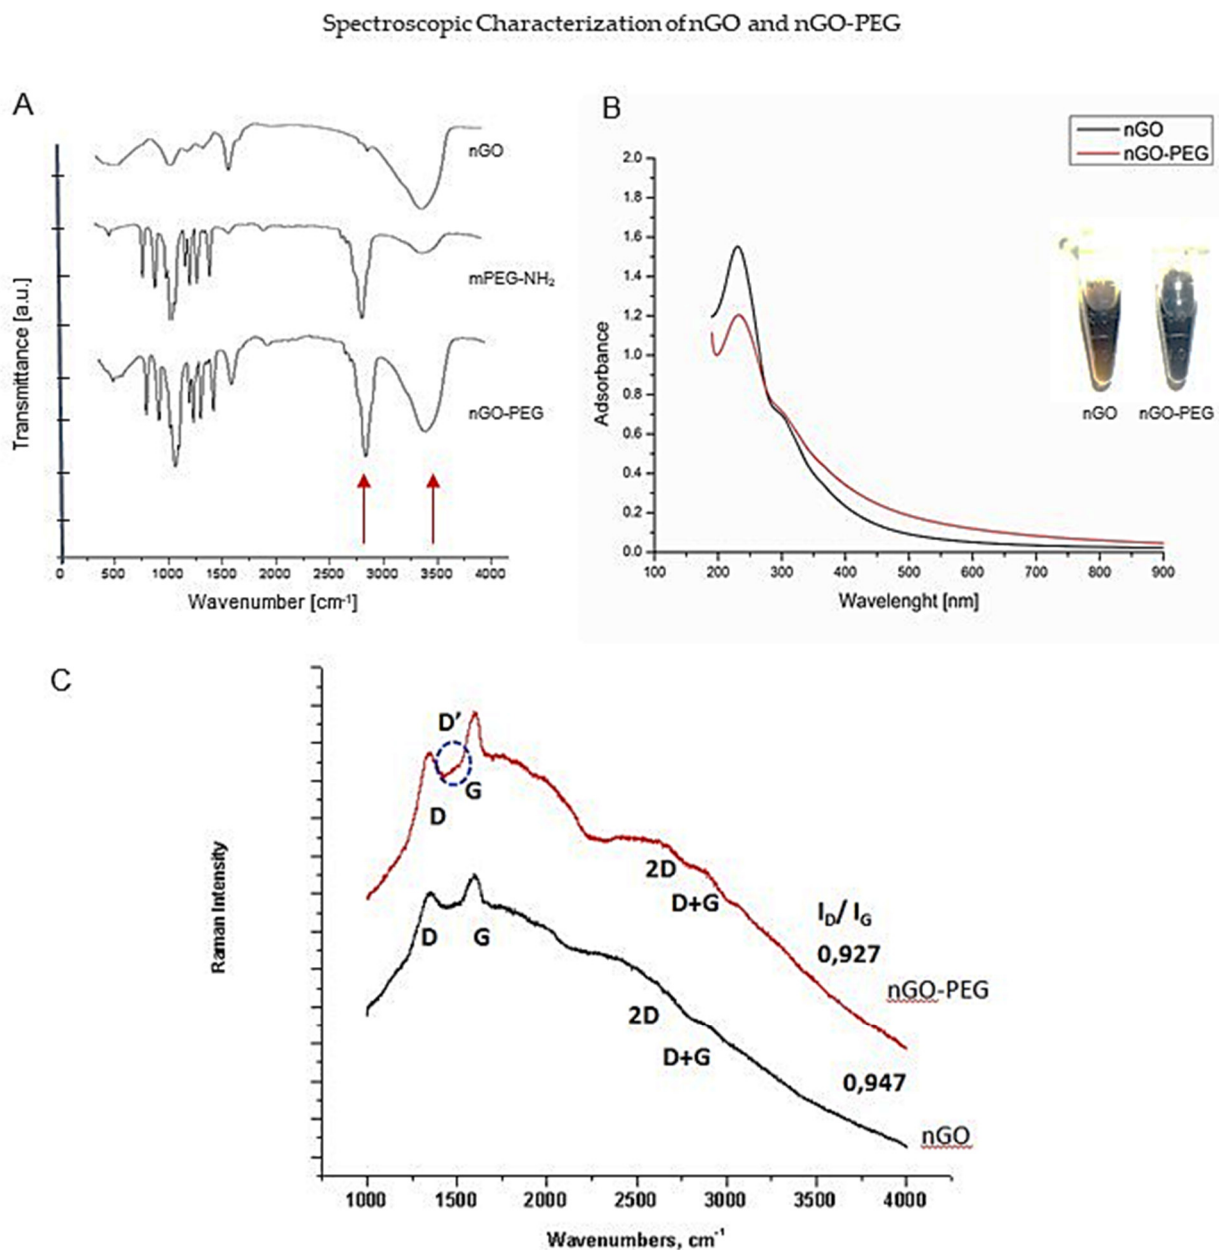 Spectroscopic Characterization of nGO and nGO-PEG
A
nGO
mPEG-NH₂
nGO-PEG
Transmittance [a.u.]
0 500 1000 1500 2000 2500 3000 3500 4000
Wavenumber [cm⁻¹]
B
nGO
nGO-PEG
2.0
1.8
1.6
1.4
1.2
1.0
0.8
0.6
0.4
0.2
0.0
Adsorbance
nGO nGO-PEG
100 200 300 400 500 600 700 800 900
Wavelenght [nm]
C
D'
G
D
2D
D+G
I_D/ I_G
0,927
nGO-PEG
D G
2D
D+G
0,947
nGO
Raman Intensity
1000 1500 2000 2500 3000 3500 4000
Wavenumbers, cm⁻¹